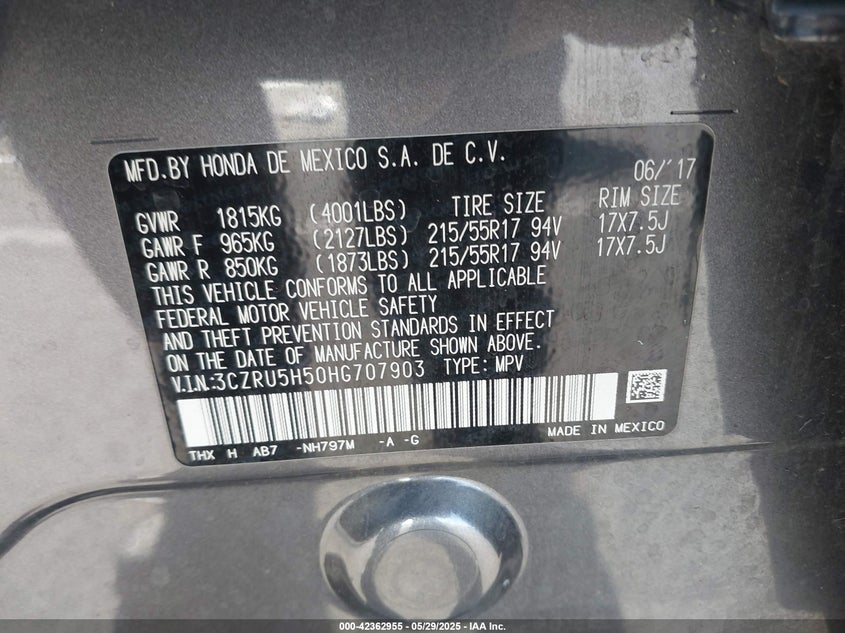 MFD.BY HONDA DE MEXICO S.A. DE C.V. 06/'17
GVWR 1815KG (4001LBS) TIRE SIZE RIM SIZE
GAWR F 965KG (2127LBS) 215/55R17 94V 17X7.5J
GAWR R 850KG (1873LBS) 215/55R17 94V 17X7.5J
THIS VEHICLE CONFORMS TO ALL APPLICABLE
FEDERAL MOTOR VEHICLE SAFETY
AND THEFT PREVENTION STANDARDS IN EFFECT
ON THE DATE OF MANUFACTURE SHOWN ABOVE.
V.I.N:3CZRU5H50HG707903 TYPE: MPV
THX H AB7 -NH797M -A -G MADE IN MEXICO
000-42362955 - 05/29/2025 - IAA Inc.